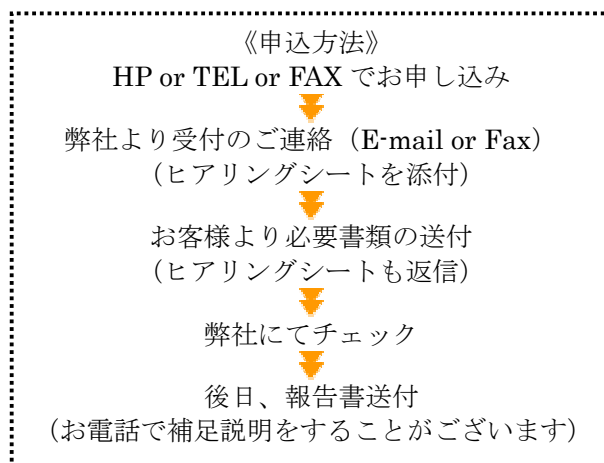 《申込方法》
HP or TEL or FAX でお申し込み
弊社より受付のご連絡（E-mail or Fax）
（ヒアリングシートを添付）
お客様より必要書類の送付
（ヒアリングシートも返信）
弊社にてチェック
後日、報告書送付
（お電話で補足説明をすることがございます）